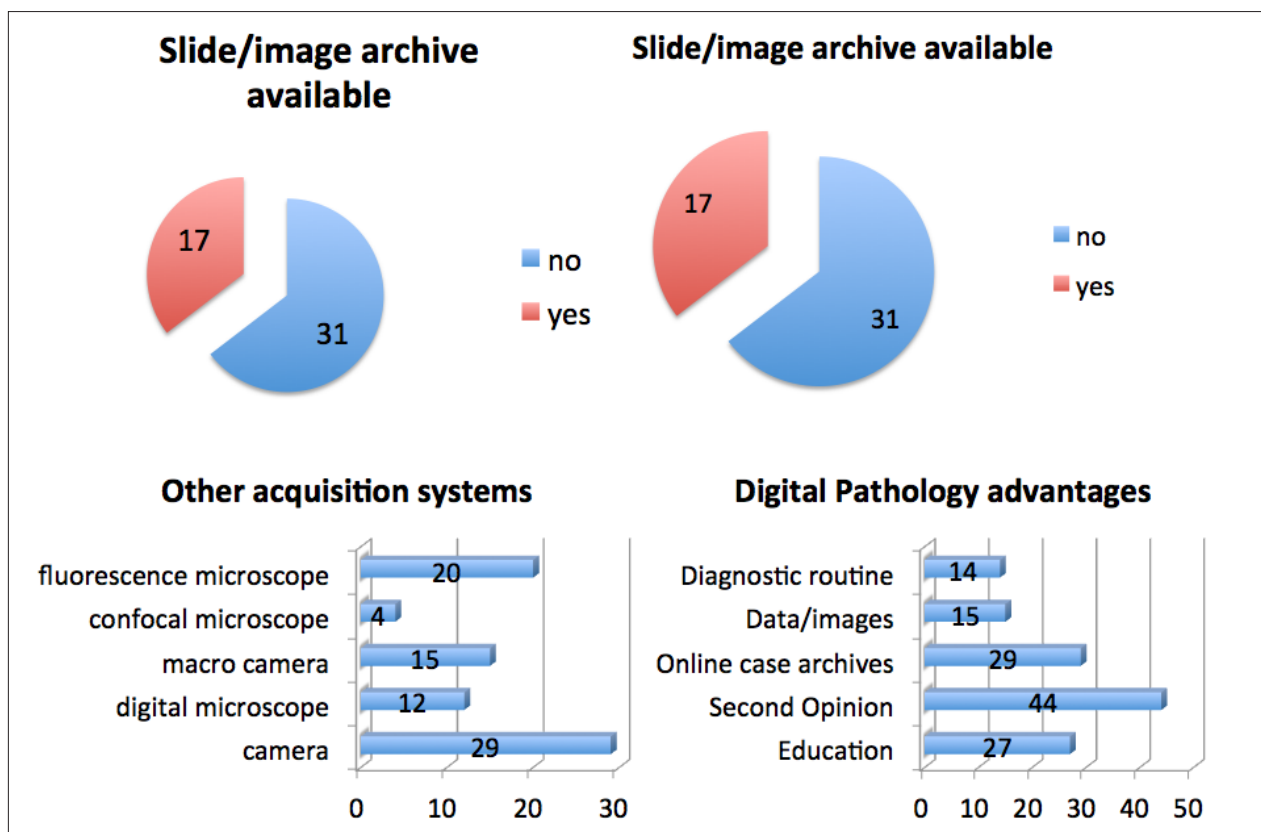 Slide/image archive
available
17
31
no
yes
Slide/image archive available
17
31
no
yes
Other acquisition systems
fluorescence microscope
20
confocal microscope
4
macro camera
15
digital microscope
12
camera
29
0 10 20 30
Digital Pathology advantages
Diagnostic routine
14
Data/images
15
Online case archives
29
Second Opinion
44
Education
27
0 10 20 30 40 50